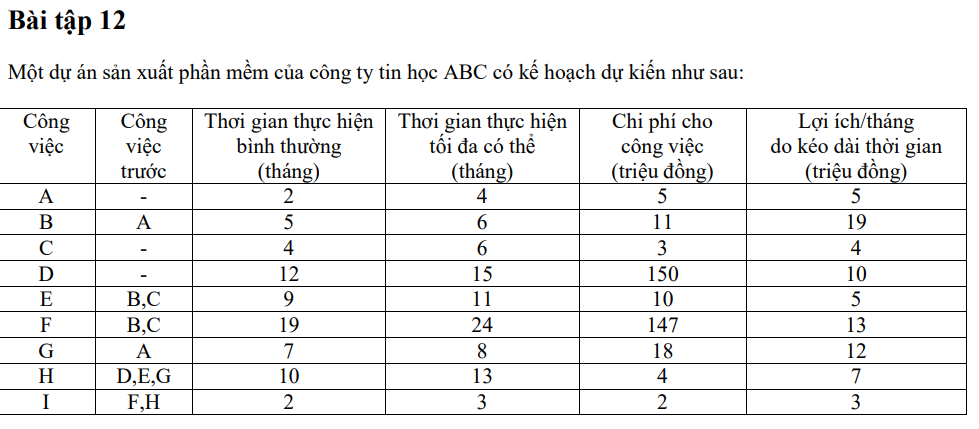 Bài tập 12
Một dự án sản xuất phần mềm của công ty tin học ABC có kế hoạch dự kiến như sau:
Công việc | Công việc trước | Thơi gian thực hiện bình thường (tháng) | Thơi gian thực hiện tối đa có thể (tháng) | Chi phí cho công việc (triệu đồng) | Lợi ích/tháng do kéo dài thời gian (triệu đồng)
A | - | 2 | 4 | 5 | 5
B | A | 5 | 6 | 11 | 19
C | - | 4 | 6 | 3 | 4
D | - | 12 | 15 | 150 | 10
E | B,C | 9 | 11 | 10 | 5
F | B,C | 19 | 24 | 147 | 13
G | A | 7 | 8 | 18 | 12
H | D,E,G | 10 | 13 | 4 | 7
I | F,H | 2 | 3 | 2 | 3